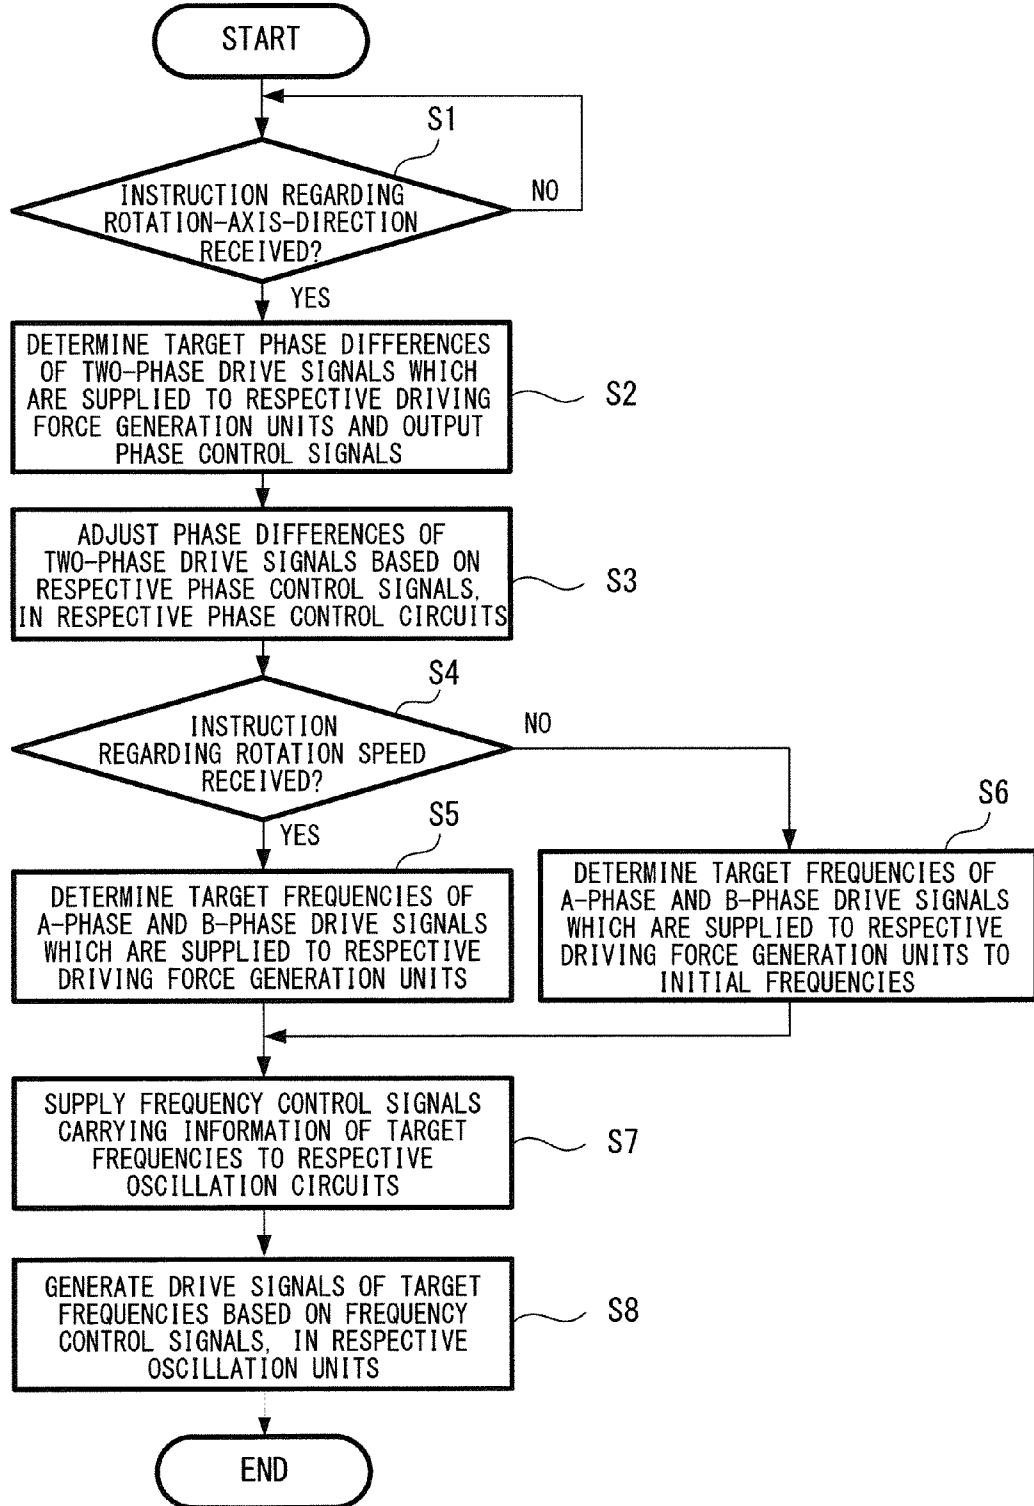 START
S1
INSTRUCTION REGARDING
ROTATION-AXIS-DIRECTION
RECEIVED?
NO
YES
DETERMINE TARGET PHASE DIFFERENCES
OF TWO-PHASE DRIVE SIGNALS WHICH
ARE SUPPLIED TO RESPECTIVE DRIVING
FORCE GENERATION UNITS AND OUTPUT
PHASE CONTROL SIGNALS
S2
ADJUST PHASE DIFFERENCES OF
TWO-PHASE DRIVE SIGNALS BASED ON
RESPECTIVE PHASE CONTROL SIGNALS,
IN RESPECTIVE PHASE CONTROL CIRCUITS
S3
S4
INSTRUCTION
REGARDING ROTATION SPEED
RECEIVED?
NO
YES
S5
DETERMINE TARGET FREQUENCIES OF
A-PHASE AND B-PHASE DRIVE SIGNALS
WHICH ARE SUPPLIED TO RESPECTIVE
DRIVING FORCE GENERATION UNITS
S6
DETERMINE TARGET FREQUENCIES OF
A-PHASE AND B-PHASE DRIVE SIGNALS
WHICH ARE SUPPLIED TO RESPECTIVE
DRIVING FORCE GENERATION UNITS TO
INITIAL FREQUENCIES
SUPPLY FREQUENCY CONTROL SIGNALS
CARRYING INFORMATION OF TARGET
FREQUENCIES TO RESPECTIVE
OSCILLATION CIRCUITS
S7
GENERATE DRIVE SIGNALS OF TARGET
FREQUENCIES BASED ON FREQUENCY
CONTROL SIGNALS, IN RESPECTIVE
OSCILLATION UNITS
S8
END